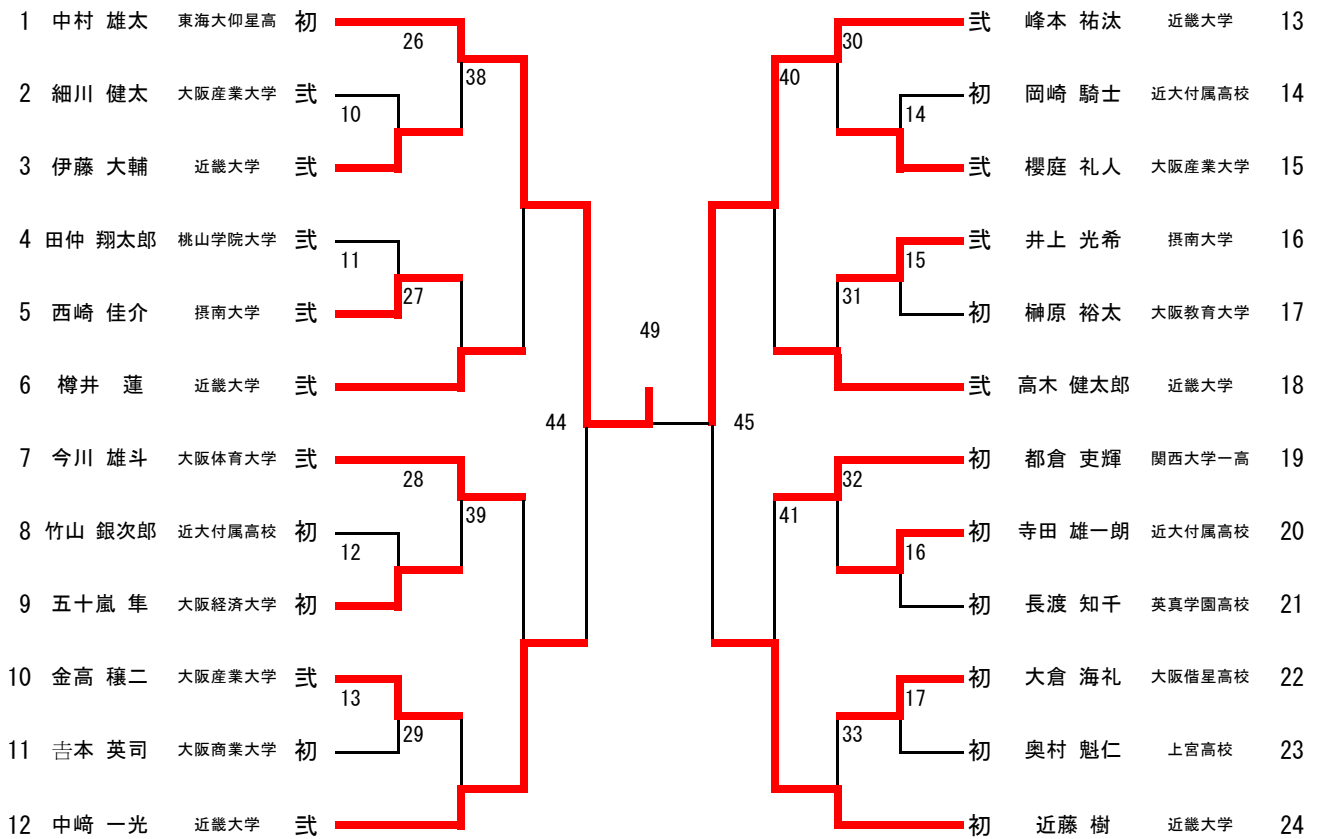 1 中村 雄太 東海大仰星高 初
2 細川 健太 大阪産業大学 弐
3 伊藤 大輔 近畿大学 弐
4 田仲 翔太郎 桃山学院大学 弐
5 西崎 佳介 摂南大学 弐
6 樽井 蓮 近畿大学 弐
7 今川 雄斗 大阪体育大学 弐
8 竹山 銀次郎 近大付属高校 初
9 五十嵐 隼 大阪経済大学 初
10 金高 穣二 大阪産業大学 弐
11 𠮷本 英司 大阪商業大学 初
12 中﨑 一光 近畿大学 弐
26
38
10
11
27
28
39
12
13
29
44
49
45
30
40
14
15
31
32
41
16
17
33
弐 峰本 祐汰 近畿大学 13
初 岡崎 騎士 近大付属高校 14
弐 櫻庭 礼人 大阪産業大学 15
弐 井上 光希 摂南大学 16
初 榊原 裕太 大阪教育大学 17
弐 高木 健太郎 近畿大学 18
初 都倉 吏輝 関西大学一高 19
初 寺田 雄一朗 近大付属高校 20
初 長渡 知千 英真学園高校 21
初 大倉 海礼 大阪偕星高校 22
初 奥村 魁仁 上宮高校 23
初 近藤 樹 近畿大学 24